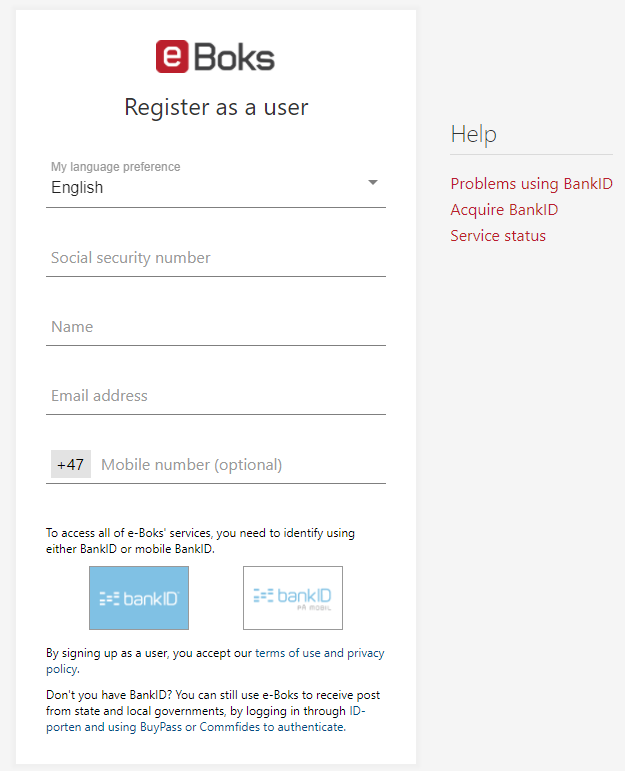 e Boks
Register as a user
My language preference
English
Social security number
Name
Email address
+47 Mobile number (optional)
To access all of e-Boks' services, you need to identify using
either BankID or mobile BankID.
bankID
bankID
PÅ MOBIL
By signing up as a user, you accept our terms of use and privacy
policy.
Don't you have BankID? You can still use e-Boks to receive post
from state and local governments, by logging in through ID-
porten and using BuyPass or Commfides to authenticate.
Help
Problems using BankID
Acquire BankID
Service status